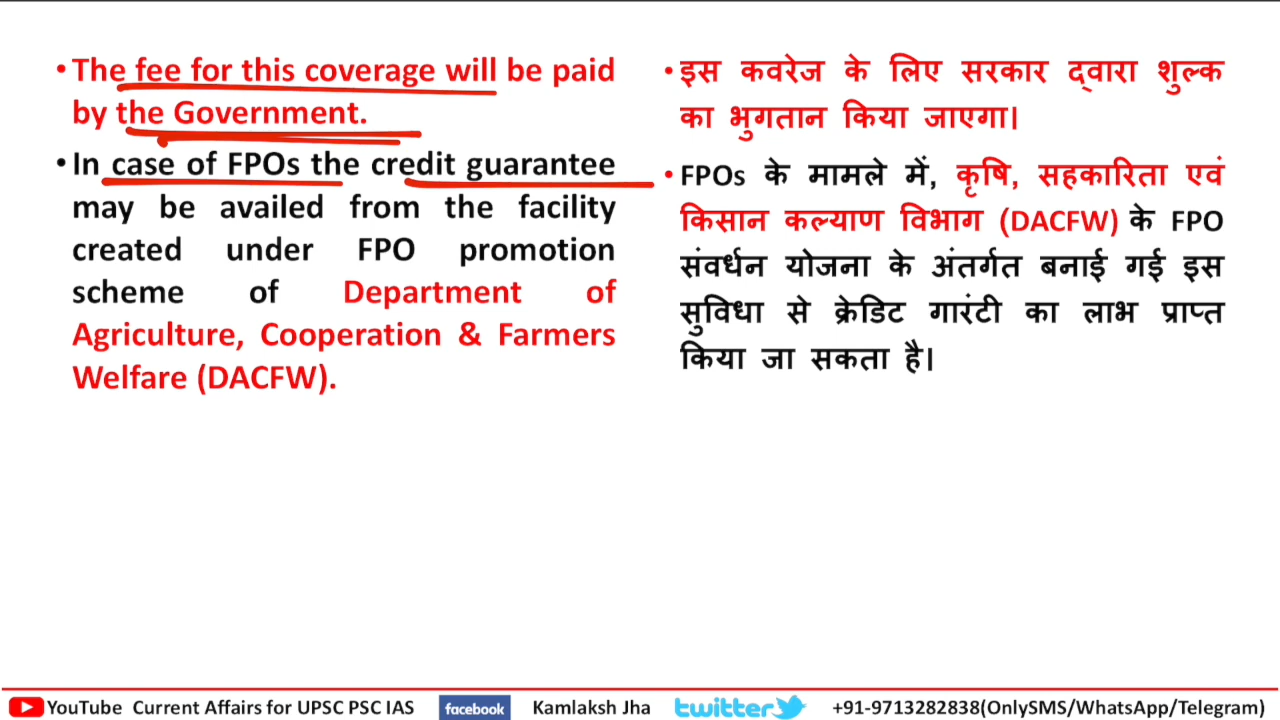 • The fee for this coverage will be paid
by the Government.
• In case of FPOs the credit guarantee
may be availed from the facility
created under FPO promotion
scheme of Department of
Agriculture, Cooperation & Farmers
Welfare (DACFW).
• इस कवरेज के लिए सरकार द्वारा शुल्क
का भुगतान किया जाएगा।
• FPOs के मामले में, कृषि, सहकारिता एवं
किसान कल्याण विभाग (DACFW) के FPO
संवर्धन योजना के अंतर्गत बनाई गई इस
सुविधा से क्रेडिट गारंटी का लाभ प्राप्त
किया जा सकता है।
YouTube Current Affairs for UPSC PSC IAS facebook Kamlaksh Jha twitter +91-9713282838(OnlySMS/WhatsApp/Telegram)